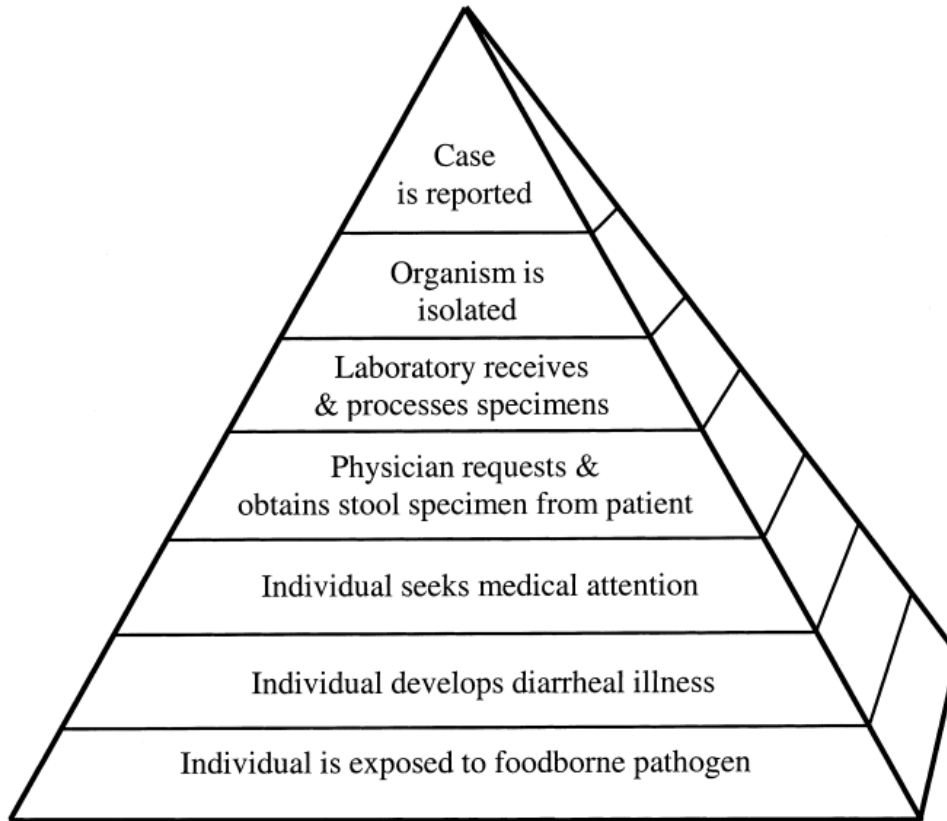 Case
is reported
Organism is
isolated
Laboratory receives
& processes specimens
Physician requests &
obtains stool specimen from patient
Individual seeks medical attention
Individual develops diarrheal illness
Individual is exposed to foodborne pathogen